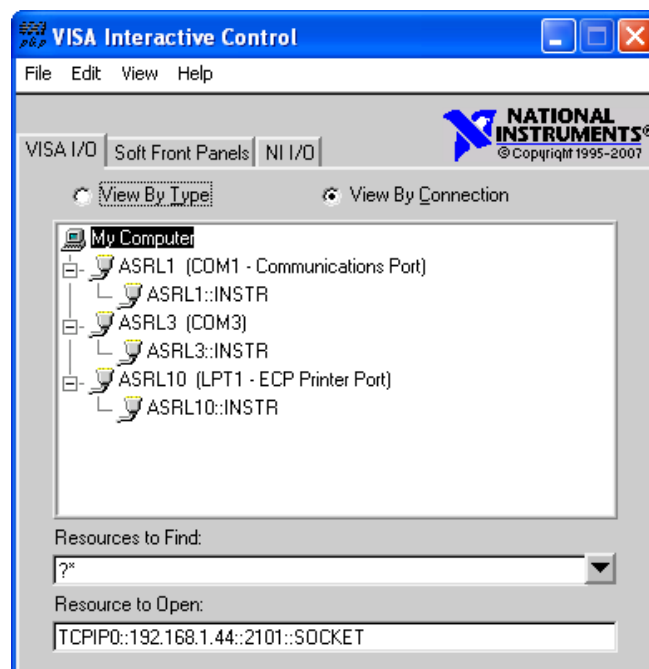 VISA Interactive Control
File Edit View Help
NATIONAL
INSTRUMENTS®
© Copyright 1995-2007
VISA I/O Soft Front Panels NI I/O
View By Type View By Connection
My Computer
ASRL1 (COM1 - Communications Port)
ASRL1::INSTR
ASRL3 (COM3)
ASRL3::INSTR
ASRL10 (LPT1 - ECP Printer Port)
ASRL10::INSTR
Resources to Find:
?*
Resource to Open:
TCPIP0::192.168.1.44::2101::SOCKET